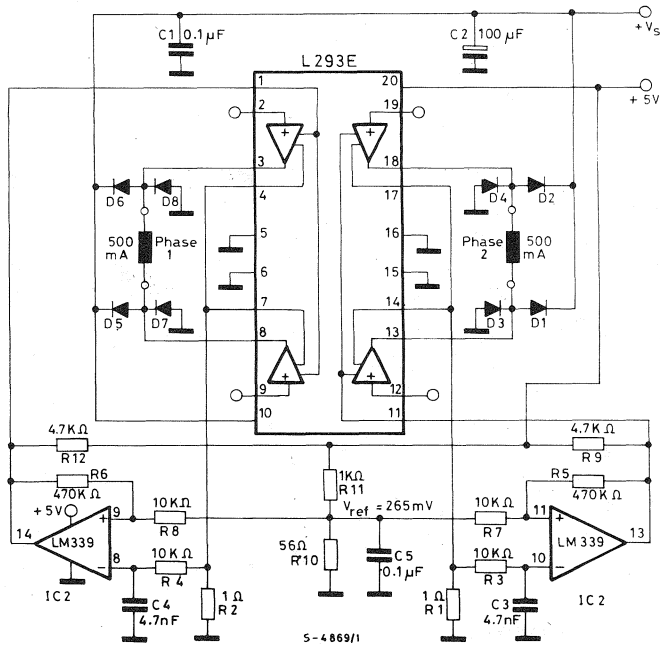 C1 0.1µF
C2 100µF
+Vs
L293E
+ 5V
1
20
2
19
3
18
4
17
D6 D8
D4 D2
500 mA
Phase 1
5
16
Phase 2
500 mA
6
15
7
14
D5 D7
D3 D1
8
13
9
12
10
11
4.7KΩ
R12
4.7KΩ
R9
R6
470KΩ
1KΩ
R11
R5
470KΩ
+5V
9
10KΩ
R8
Vref = 265mV
10KΩ
R7
11
14
LM339
13
LM339
8
10KΩ
R4
56Ω
R'10
C5
0.1µF
10KΩ
R3
10
IC2
C4
4.7nF
1Ω
R2
1Ω
R1
C3
4.7nF
IC2
S-4869/1